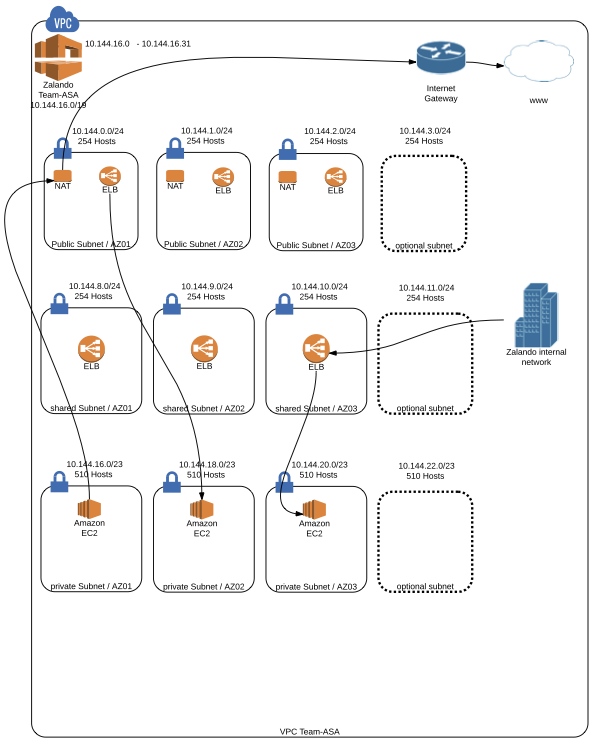 VPC
10.144.16.0 - 10.144.16.31
Zalando
Team-ASA
10.144.16.0/19
Internet
Gateway
www
10.144.0.0/24
254 Hosts
10.144.1.0/24
254 Hosts
10.144.2.0/24
254 Hosts
10.144.3.0/24
254 Hosts
NAT
ELB
NAT
ELB
NAT
ELB
Public Subnet / AZ01
Public Subnet / AZ02
Public Subnet / AZ03
optional subnet
10.144.8.0/24
254 Hosts
10.144.9.0/24
254 Hosts
10.144.10.0/24
254 Hosts
10.144.11.0/24
254 Hosts
ELB
ELB
ELB
Zalando internal
network
shared Subnet / AZ01
shared Subnet / AZ02
shared Subnet / AZ03
optional subnet
10.144.16.0/23
510 Hosts
10.144.18.0/23
510 Hosts
10.144.20.0/23
510 Hosts
10.144.22.0/23
510 Hosts
Amazon
EC2
Amazon
EC2
Amazon
EC2
private Subnet / AZ01
private Subnet / AZ02
private Subnet / AZ03
optional subnet
VPC Team-ASA